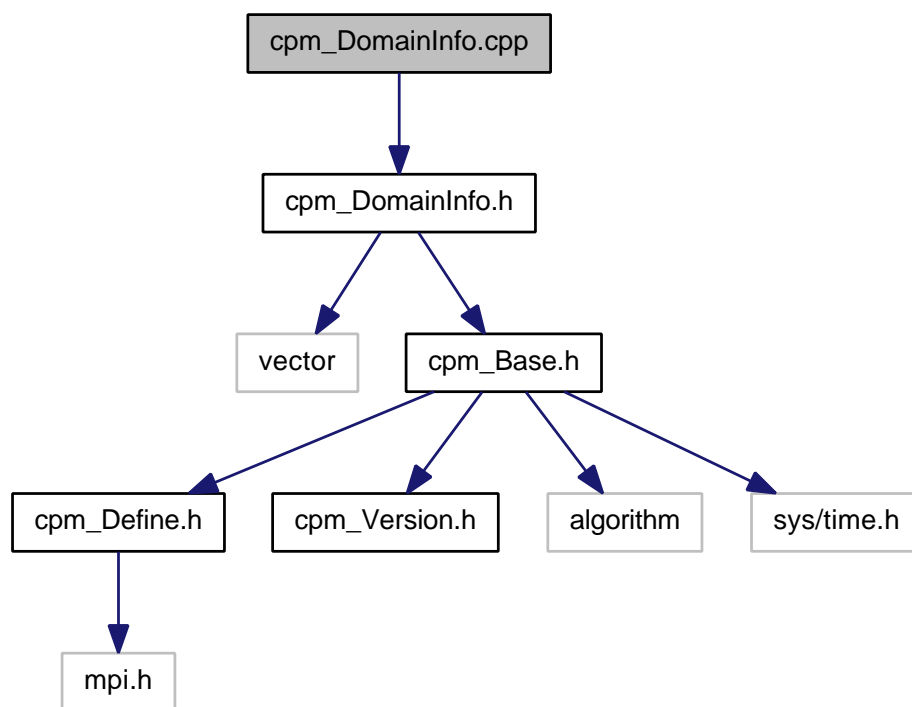 cpm_DomainInfo.cpp
cpm_DomainInfo.h
vector
cpm_Base.h
cpm_Define.h
cpm_Version.h
algorithm
sys/time.h
mpi.h